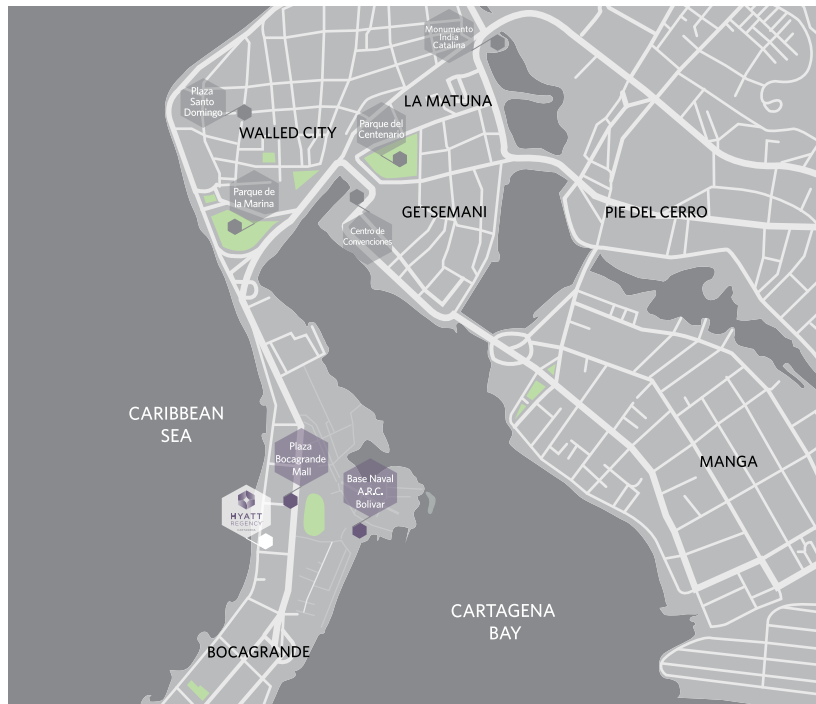 Monumento
India
Catalina
Plaza
Santo
Domingo
LA MATUNA
WALLED CITY
Parque del
Centenario
Parque de
la Marina
GETSEMANI
PIE DEL CERRO
Centro de
Convenciones
CARIBBEAN
SEA
Plaza
Bocagrande
Mall
Base Naval
A.R.C.
Bolívar
MANGA
HYATT
REGENCY
CARTAGENA
CARTAGENA
BAY
BOCAGRANDE